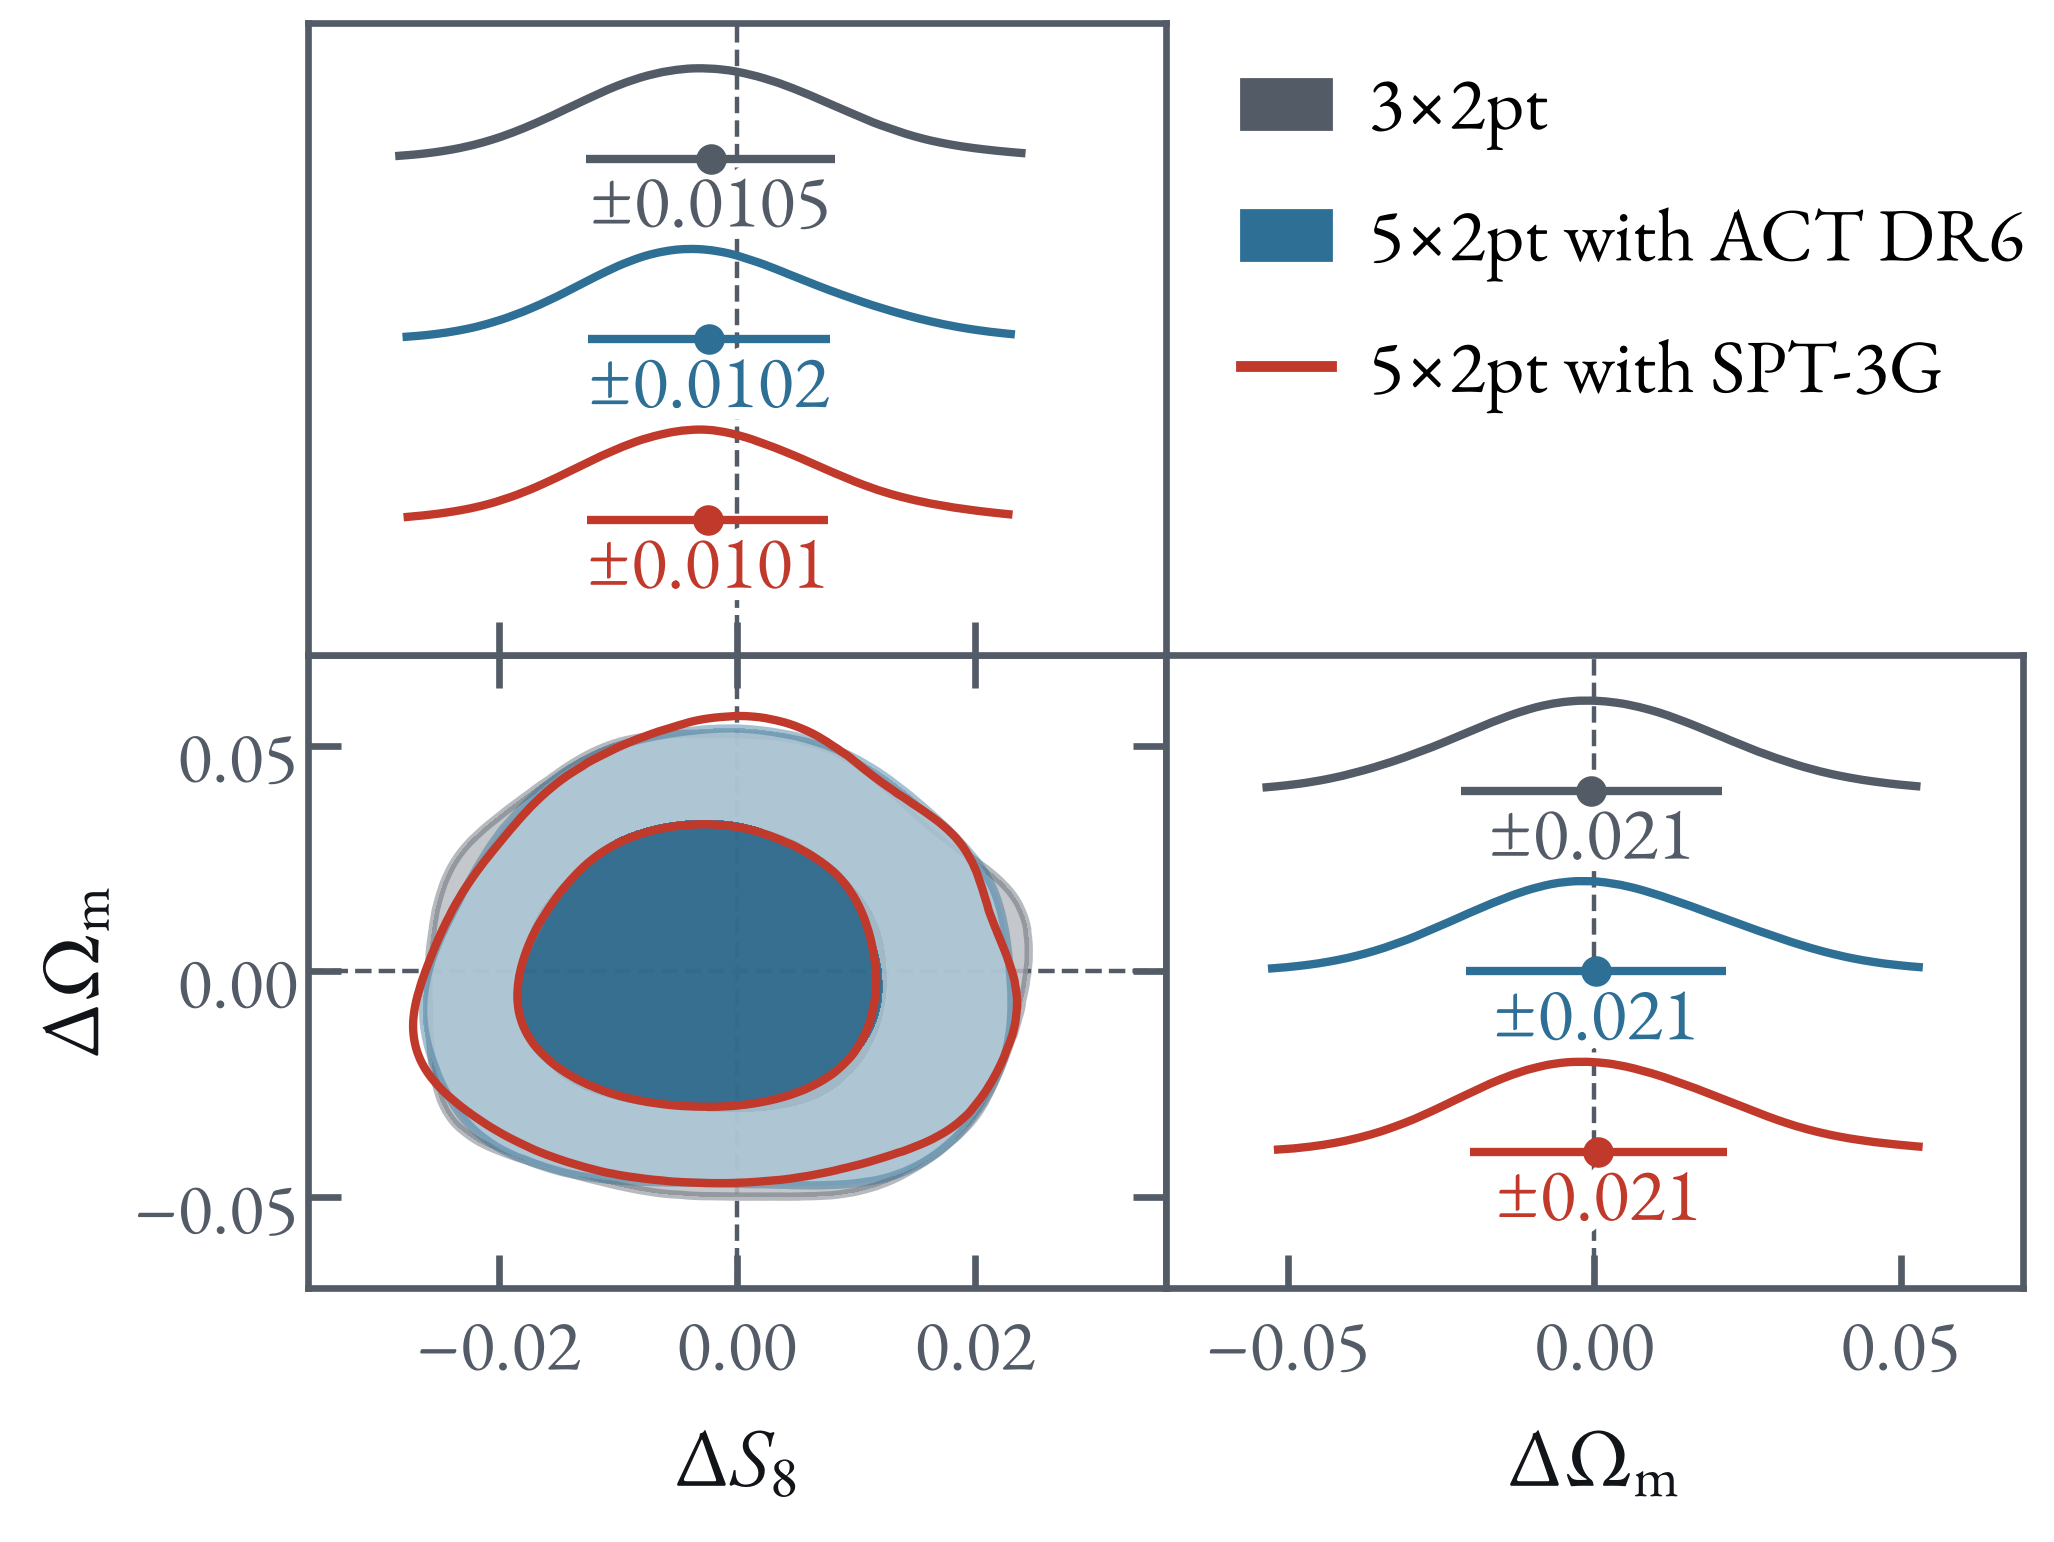 3×2pt
5×2pt with ACT DR6
5×2pt with SPT-3G
±0.0105
±0.0102
±0.0101
0.05
0.00
−0.05
ΔΩm
±0.021
±0.021
±0.021
−0.02 0.00 0.02
−0.05 0.00 0.05
ΔS8
ΔΩm